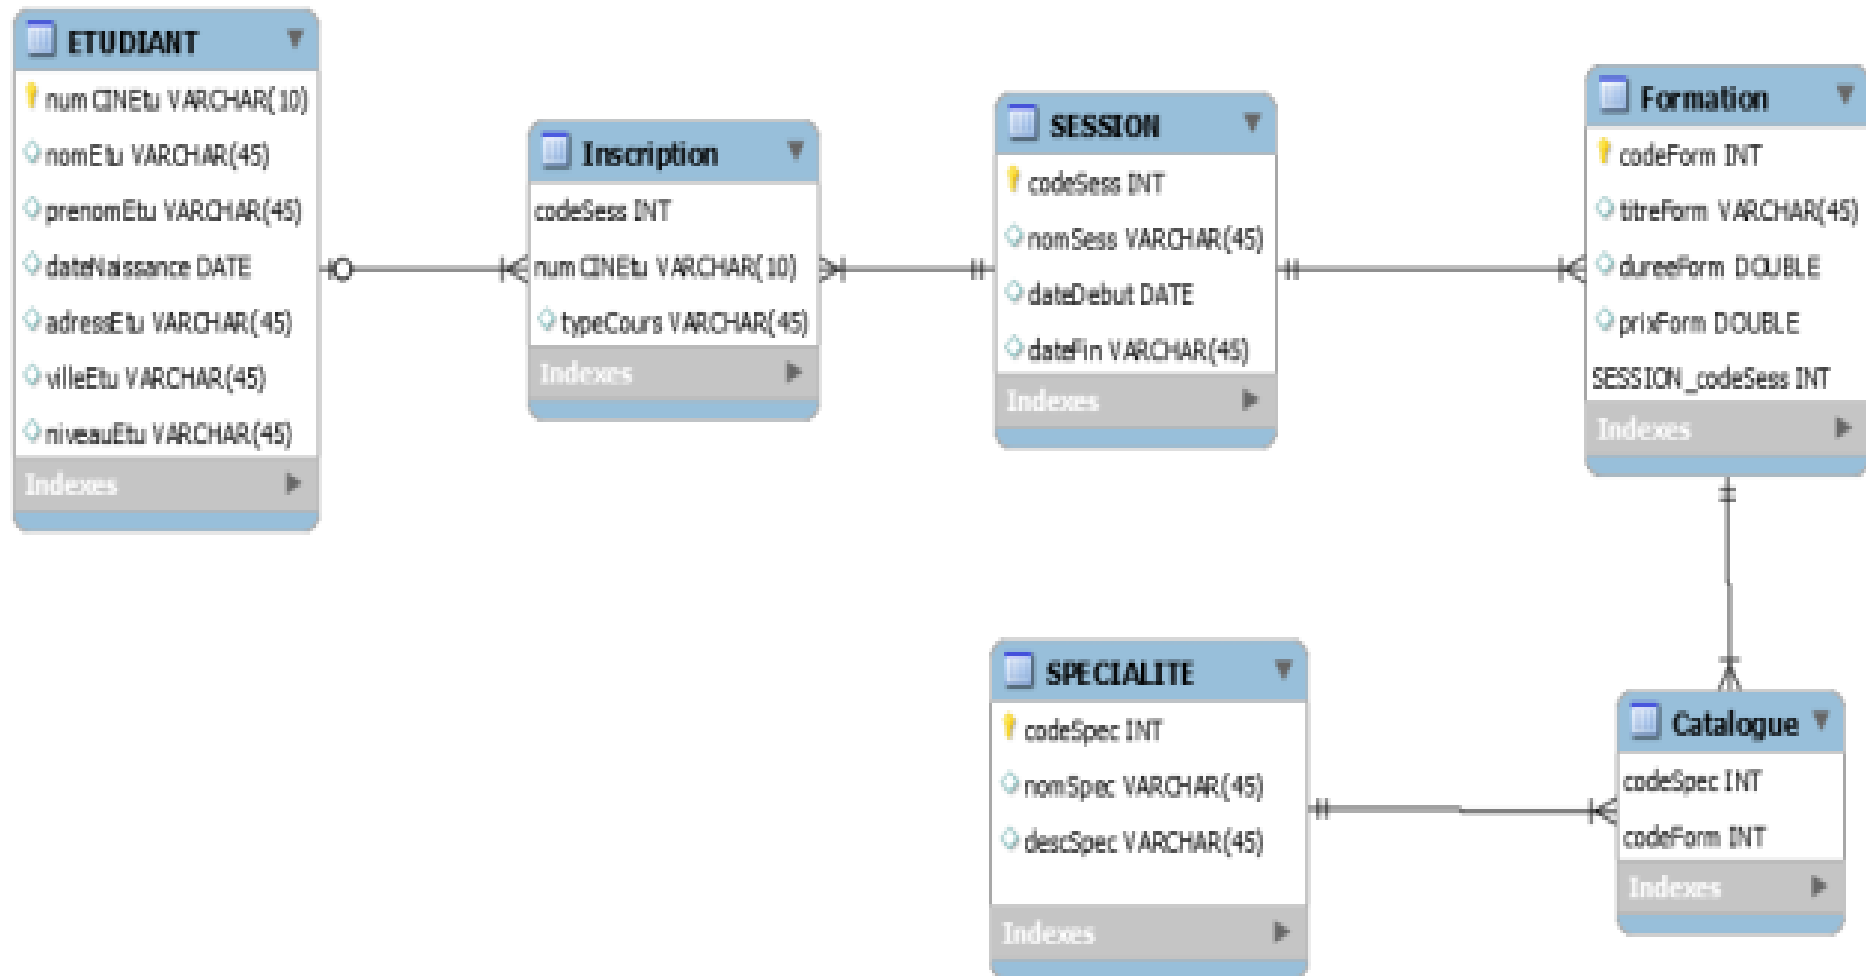 ETUDIANT
numCINEtu VARCHAR(10)
nomEtu VARCHAR(45)
prenomEtu VARCHAR(45)
dateNaissance DATE
adressEtu VARCHAR(45)
villeEtu VARCHAR(45)
niveauEtu VARCHAR(45)
Indexes
Inscription
codeSess INT
numCINEtu VARCHAR(10)
typeCours VARCHAR(45)
Indexes
SESSION
codeSess INT
nomSess VARCHAR(45)
dateDebut DATE
dateFin VARCHAR(45)
Indexes
Formation
codeForm INT
titreForm VARCHAR(45)
dureeForm DOUBLE
prixForm DOUBLE
SESSION_codeSess INT
Indexes
SPECIALITE
codeSpec INT
nomSpec VARCHAR(45)
descSpec VARCHAR(45)
Indexes
Catalogue
codeSpec INT
codeForm INT
Indexes